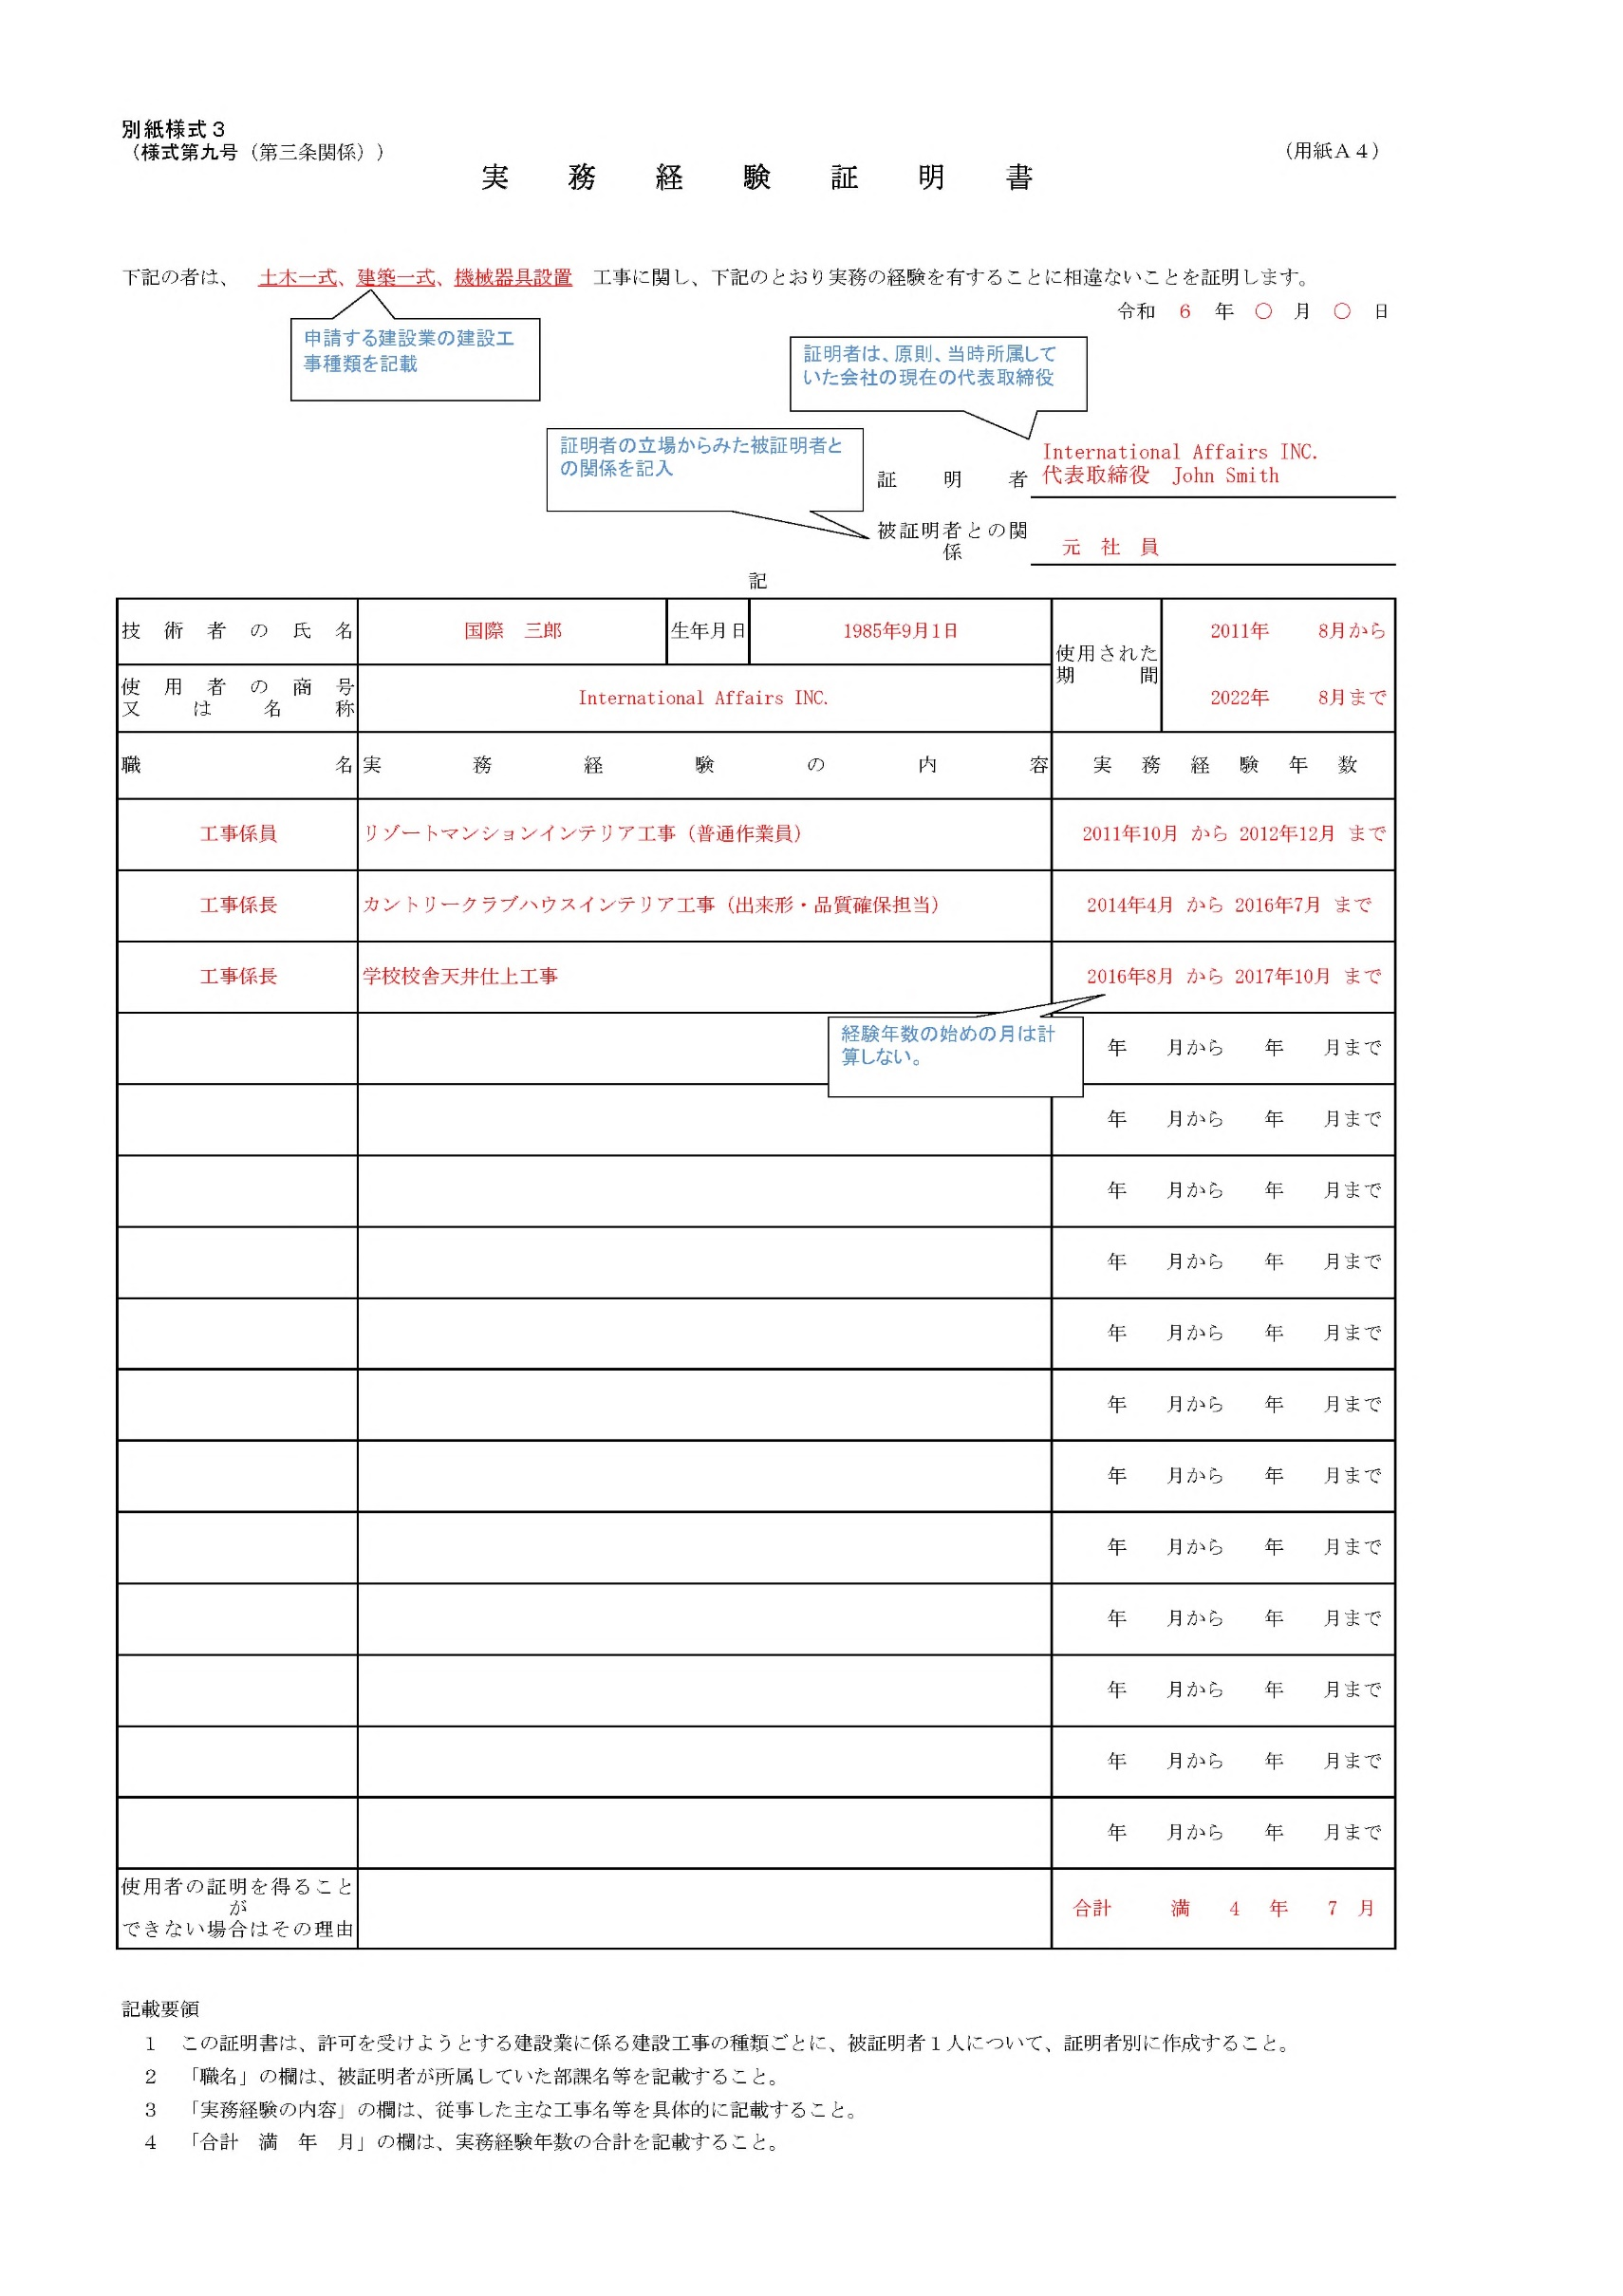 別紙様式３
（様式第九号（第三条関係））
（用紙Ａ４）
実務経験証明書
下記の者は、 土木一式、建築一式、機械器具設置 工事に関し、下記のとおり実務の経験を有することに相違ないことを証明します。
令和 6 年 〇 月 〇 日
申請する建設業の建設工
事種類を記載
証明者は、原則、当時所属して
いた会社の現在の代表取締役
証明者の立場からみた被証明者と
の関係を記入
International Affairs INC.
証明者 代表取締役 John Smith
被証明者との関
係
元 社 員
記
技術者の氏名 国際 三郎 生年月日 1985年9月1日
使用された
期間
2011年 8月から
2022年 8月まで
使用者の商号
又は名称
International Affairs INC.
職名 実務経験の内容 実務経験年数
工事係員 リゾートマンションインテリア工事（普通作業員） 2011年10月 から 2012年12月 まで
工事係長 カントリークラブハウスインテリア工事（出来形・品質確保担当） 2014年4月 から 2016年7月 まで
工事係長 学校校舎天井仕上工事 2016年8月 から 2017年10月 まで
経験年数の始めの月は計
算しない。
年 月から 年 月まで
年 月から 年 月まで
年 月から 年 月まで
年 月から 年 月まで
年 月から 年 月まで
年 月から 年 月まで
年 月から 年 月まで
年 月から 年 月まで
年 月から 年 月まで
年 月から 年 月まで
年 月から 年 月まで
年 月から 年 月まで
使用者の証明を得ること
が
できない場合はその理由
合計 満 4 年 7 月
記載要領
１ この証明書は、許可を受けようとする建設業に係る建設工事の種類ごとに、被証明者１人について、証明者別に作成すること。
２ 「職名」の欄は、被証明者が所属していた部課名等を記載すること。
３ 「実務経験の内容」の欄は、従事した主な工事名等を具体的に記載すること。
４ 「合計 満 年 月」の欄は、実務経験年数の合計を記載すること。